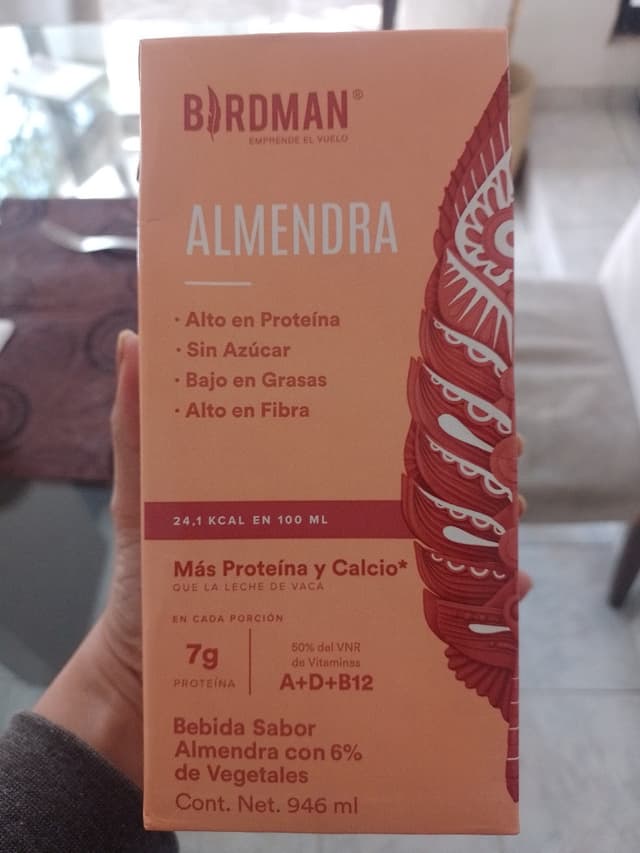 BIRDMAN®
EMPRENDE EL VUELO
ALMENDRA
· Alto en Proteína
· Sin Azúcar
· Bajo en Grasas
· Alto en Fibra
24,1 KCAL EN 100 ML
Más Proteína y Calcio*
QUE LA LECHE DE VACA
EN CADA PORCIÓN
7g
PROTEÍNA
50% del VNR
de Vitaminas
A+D+B12
Bebida Sabor
Almendra con 6%
de Vegetales
Cont. Net. 946 ml